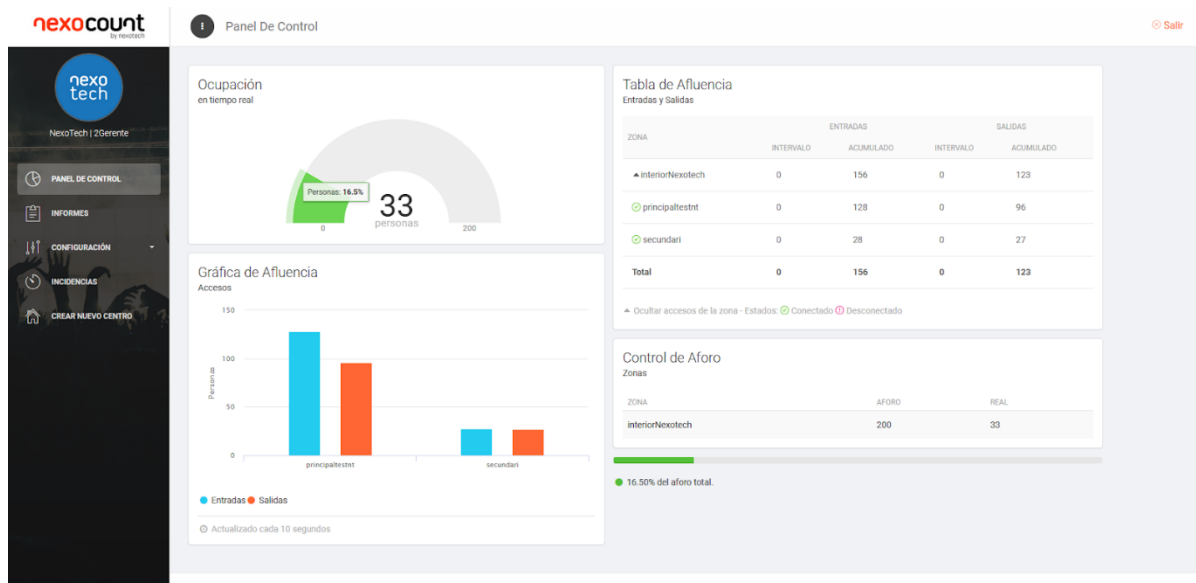 nexocount
by nexotech
Panel De Control
Salir
nexo
tech
NexoTech | 2Gerente
PANEL DE CONTROL
INFORMES
CONFIGURACIÓN
INCIDENCIAS
CREAR NUEVO CENTRO
Ocupación
en tiempo real
Personas: 16.5%
33
personas
0
200
Gráfica de Afluencia
Accesos
150
100
50
0
Personas
principaltestnt
secundari
Entradas Salidas
Actualizado cada 10 segundos
Tabla de Afluencia
Entradas y Salidas
ZONA ENTRADAS SALIDAS
INTERVALO ACUMULADO INTERVALO ACUMULADO
interiorNexotech 0 156 0 123
principaltestnt 0 128 0 96
secundari 0 28 0 27
Total 0 156 0 123
Ocultar accesos de la zona - Estados: Conectado Desconectado
Control de Aforo
Zonas
ZONA AFORO REAL
interiorNexotech 200 33
16.50% del aforo total.